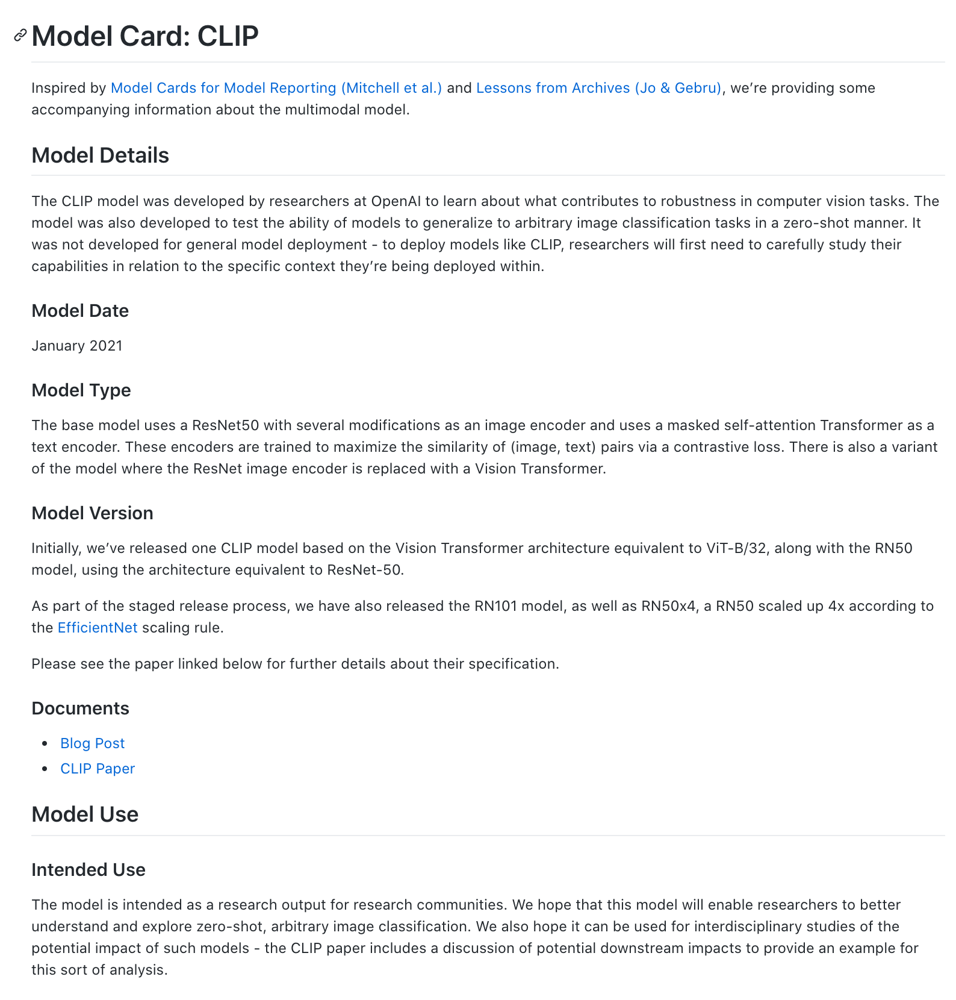 Model Card: CLIP
Inspired by Model Cards for Model Reporting (Mitchell et al.) and Lessons from Archives (Jo & Gebru), we’re providing some
accompanying information about the multimodal model.
Model Details
The CLIP model was developed by researchers at OpenAI to learn about what contributes to robustness in computer vision tasks. The
model was also developed to test the ability of models to generalize to arbitrary image classification tasks in a zero-shot manner. It
was not developed for general model deployment - to deploy models like CLIP, researchers will first need to carefully study their
capabilities in relation to the specific context they’re being deployed within.
Model Date
January 2021
Model Type
The base model uses a ResNet50 with several modifications as an image encoder and uses a masked self-attention Transformer as a
text encoder. These encoders are trained to maximize the similarity of (image, text) pairs via a contrastive loss. There is also a variant
of the model where the ResNet image encoder is replaced with a Vision Transformer.
Model Version
Initially, we’ve released one CLIP model based on the Vision Transformer architecture equivalent to ViT-B/32, along with the RN50
model, using the architecture equivalent to ResNet-50.
As part of the staged release process, we have also released the RN101 model, as well as RN50x4, a RN50 scaled up 4x according to
the EfficientNet scaling rule.
Please see the paper linked below for further details about their specification.
Documents
• Blog Post
• CLIP Paper
Model Use
Intended Use
The model is intended as a research output for research communities. We hope that this model will enable researchers to better
understand and explore zero-shot, arbitrary image classification. We also hope it can be used for interdisciplinary studies of the
potential impact of such models - the CLIP paper includes a discussion of potential downstream impacts to provide an example for
this sort of analysis.